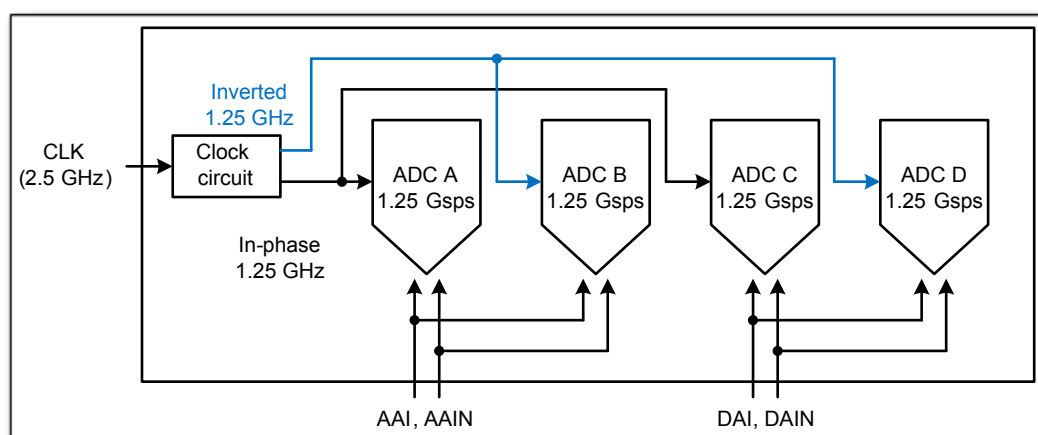 Inverted
1.25 GHz
CLK
(2.5 GHz)
Clock
circuit
ADC A
1.25 Gsps
ADC B
1.25 Gsps
ADC C
1.25 Gsps
ADC D
1.25 Gsps
In-phase
1.25 GHz
AAI, AAIN
DAI, DAIN